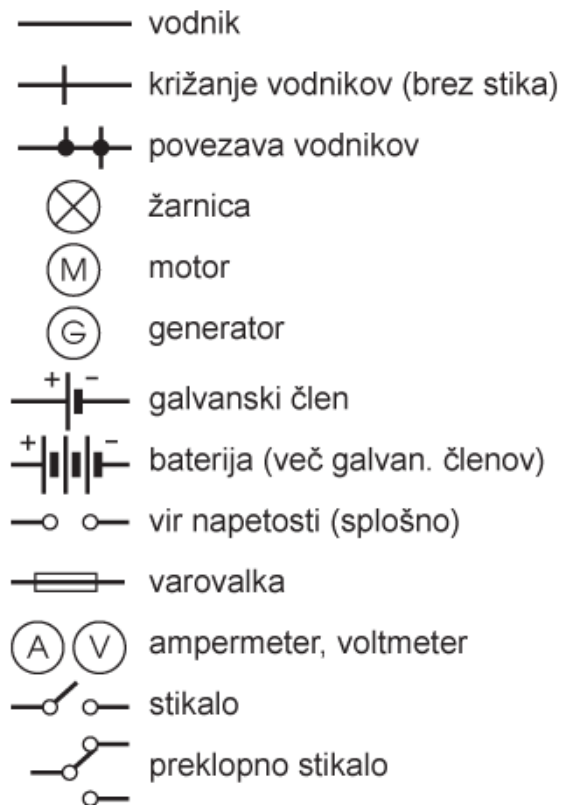 vodnik
križanje vodnikov (brez stika)
povezava vodnikov
žarnica
M motor
G generator
+ − galvanski člen
+ − baterija (več galvan. členov)
vir napetosti (splošno)
varovalka
A V ampermeter, voltmeter
stikalo
preklopno stikalo